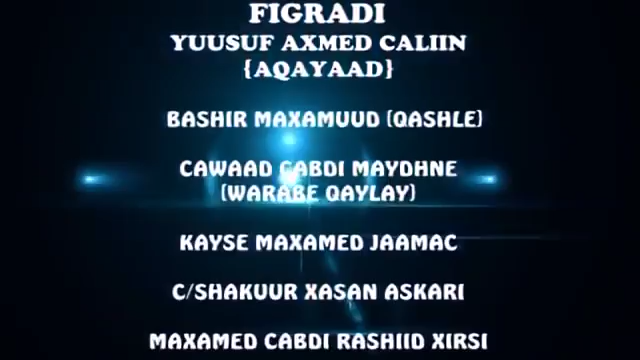 FIGRADI
YUUSUF AXMED CALIIN
{AQAYAAD}
BASHIR MAXAMUUD (QASHLE)
CAWAAD CABDI MAYDHNE
(WARABE QAYLAY)
KAYSE MAXAMED JAAMAC
C/SHAKUUR XASAN ASKARI
MAXAMED CABDI RASHIID XIRSI